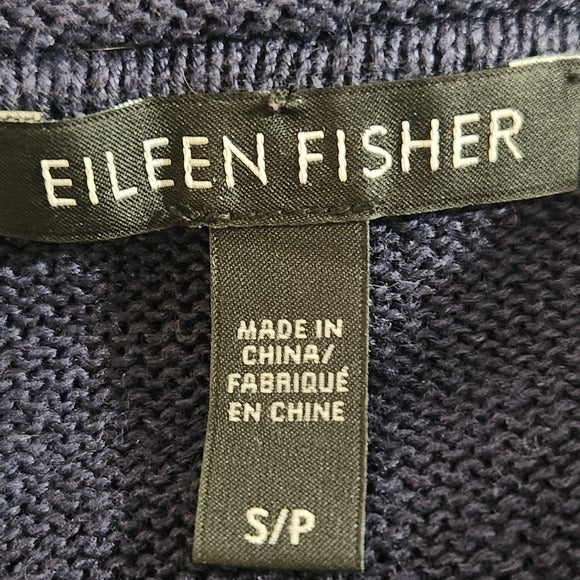 EILEEN FISHER
MADE IN
CHINA/
FABRIQUÉ
EN CHINE
S/P